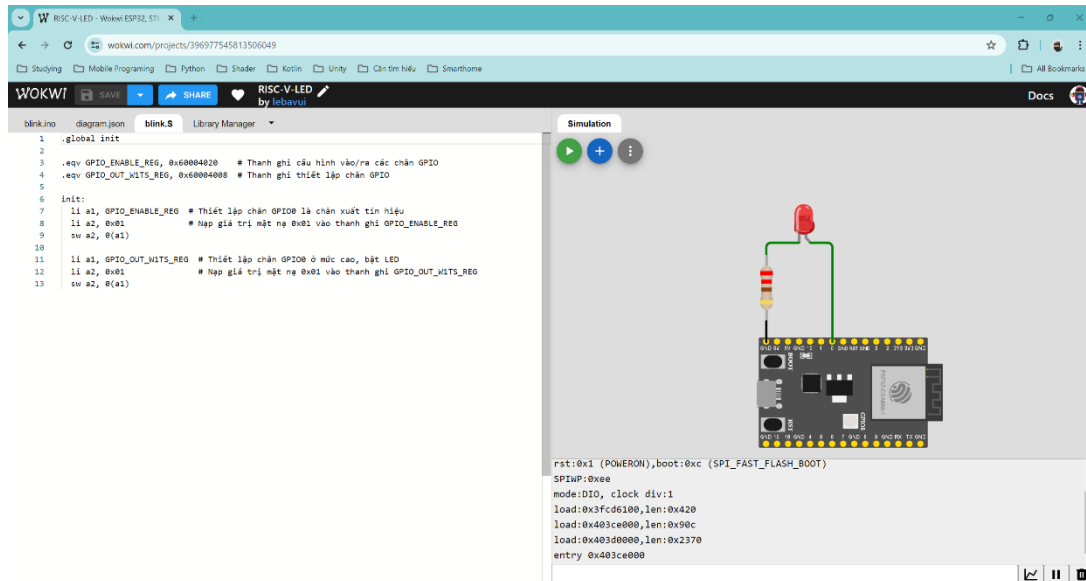 RISC-V-LED - Wokwi ESP32, ST
wokwi.com/projects/396977545813506049
Studying Mobile Programing Python Shader Kotlin Unity Cần tìm hiểu Smarthome All Bookmarks
WOKWI SAVE SHARE RISC-V-LED Docs
by lebavui
blink.ino diagram.json blink.S Library Manager Simulation
1 .global init
2
3 .eqv GPIO_ENABLE_REG, 0x60004020 # Thanh ghi cấu hình vào/ra các chân GPIO
4 .eqv GPIO_OUT_W1TS_REG, 0x60004008 # Thanh ghi thiết lập chân GPIO
5
6 init:
7 li a1, GPIO_ENABLE_REG # Thiết lập chân GPIO0 là chân xuất tín hiệu
8 li a2, 0x01 # Nạp giá trị mặt nạ 0x01 vào thanh ghi GPIO_ENABLE_REG
9 sw a2, 0(a1)
10
11 li a1, GPIO_OUT_W1TS_REG # Thiết lập chân GPIO0 ở mức cao, bật LED
12 li a2, 0x01 # Nạp giá trị mặt nạ 0x01 vào thanh ghi GPIO_OUT_W1TS_REG
13 sw a2, 0(a1)
BOOT
RST
rst:0x1 (POWERON),boot:0xc (SPI_FAST_FLASH_BOOT)
SPIWP:0xee
mode:DIO, clock div:1
load:0x3fcd6100,len:0x420
load:0x403ce000,len:0x90c
load:0x403d0000,len:0x2370
entry 0x403ce000